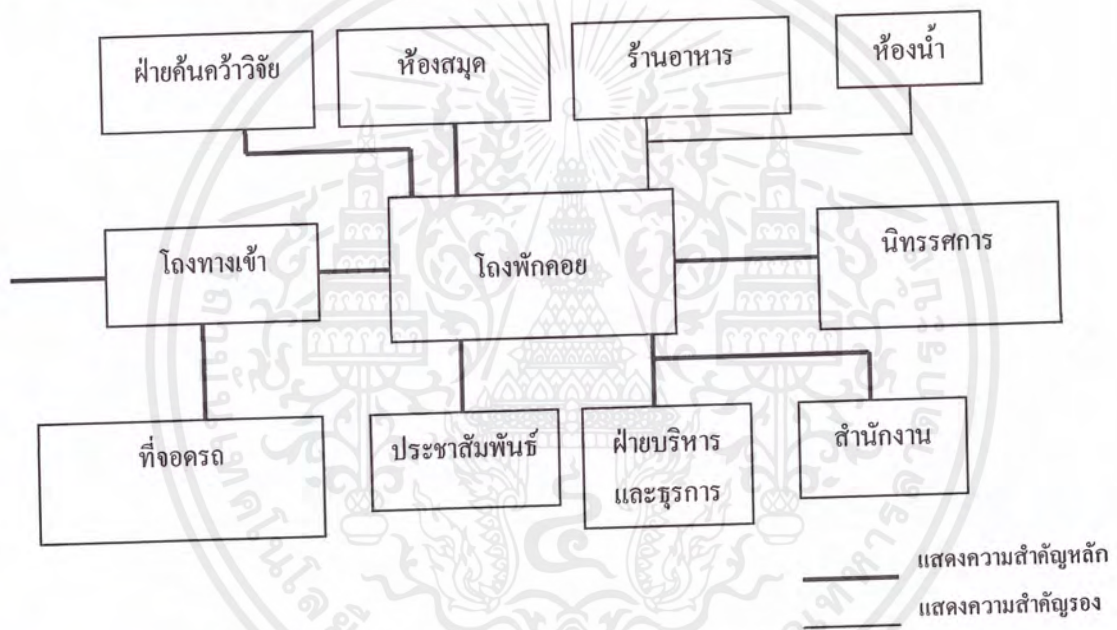 ฝ่ายค้นคว้าวิจัย
ห้องสมุด
ร้านอาหาร
ห้องน้ำ
โถงทางเข้า
โถงพักคอย
นิทรรศการ
ที่จอดรถ
ประชาสัมพันธ์
ฝ่ายบริหาร
และธุรการ
สำนักงาน
แสดงความสำคัญหลัก
แสดงความสำคัญรอง